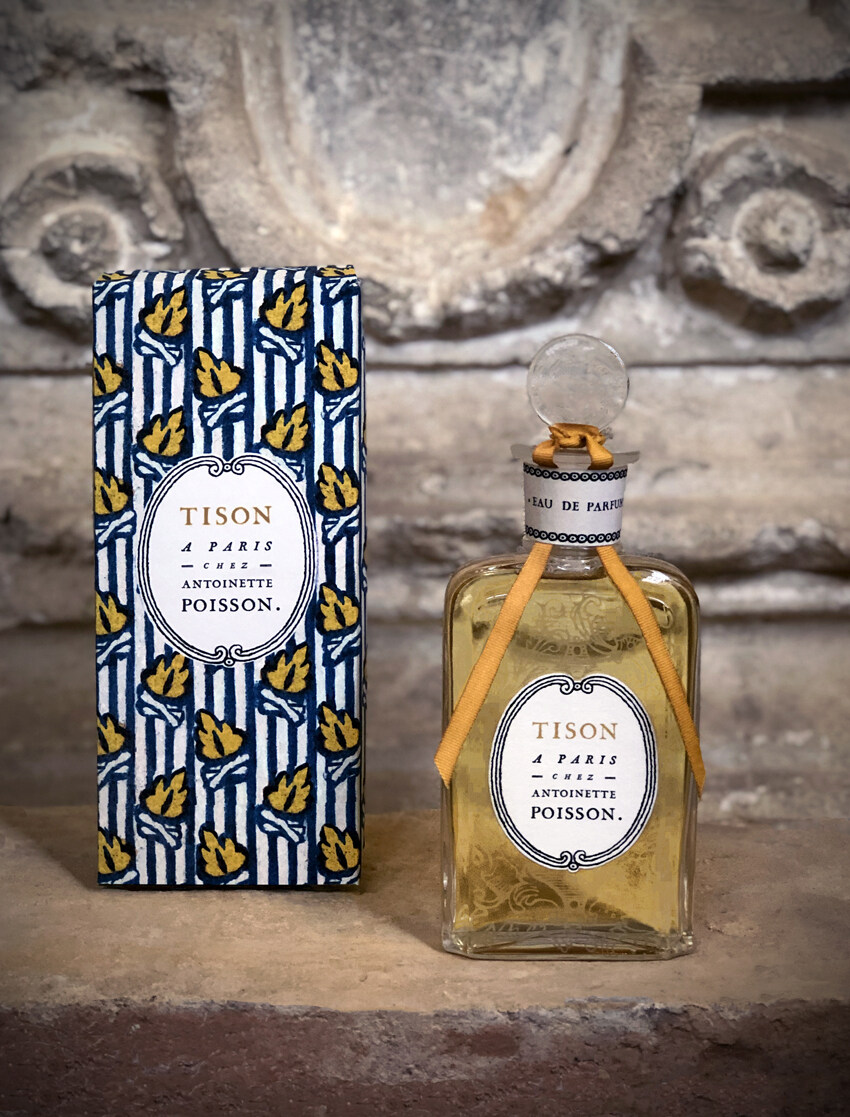 TISON
A PARIS
CHEZ
ANTOINETTE
POISSON.
EAU DE PARFUM
TISON
A PARIS
CHEZ
ANTOINETTE
POISSON.